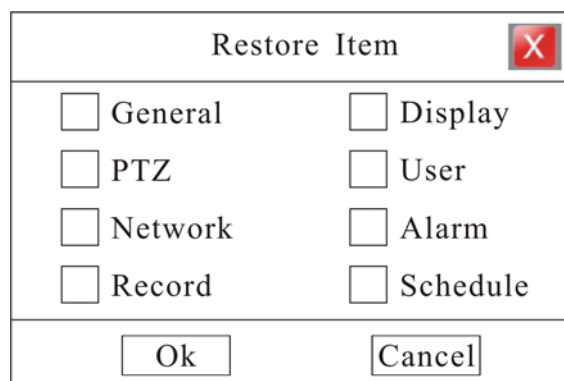 Restore Item X
General Display
PTZ User
Network Alarm
Record Schedule
Ok Cancel